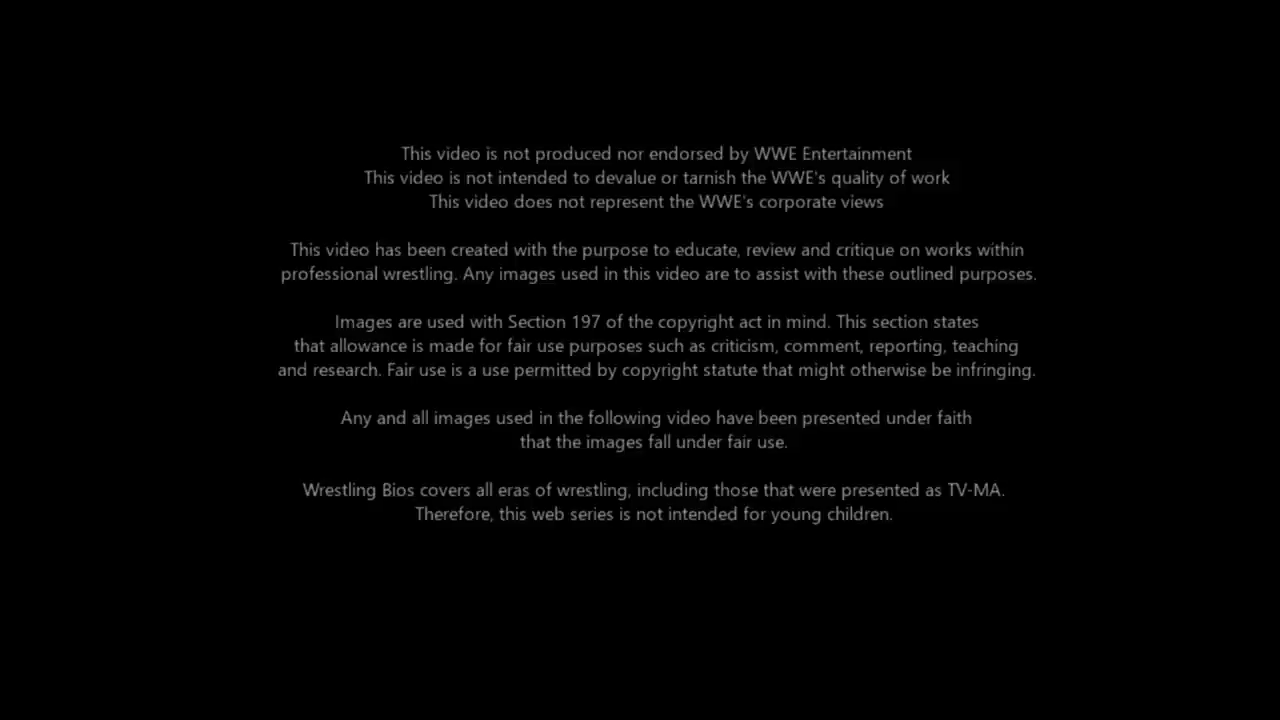 This video is not produced nor endorsed by WWE Entertainment
This video is not intended to devalue or tarnish the WWE's quality of work
This video does not represent the WWE's corporate views
This video has been created with the purpose to educate, review and critique on works within
professional wrestling. Any images used in this video are to assist with these outlined purposes.
Images are used with Section 197 of the copyright act in mind. This section states
that allowance is made for fair use purposes such as criticism, comment, reporting, teaching
and research. Fair use is a use permitted by copyright statute that might otherwise be infringing.
Any and all images used in the following video have been presented under faith
that the images fall under fair use.
Wrestling Bios covers all eras of wrestling, including those that were presented as TV-MA.
Therefore, this web series is not intended for young children.